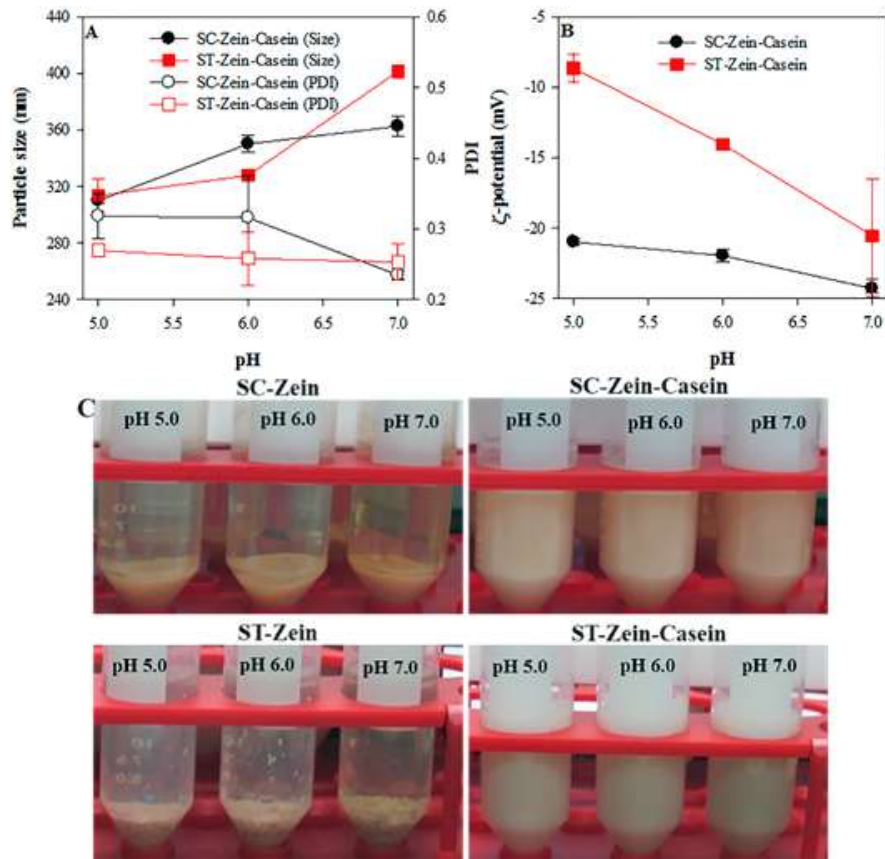 A
SC-Zein-Casein (Size)
ST-Zein-Casein (Size)
SC-Zein-Casein (PDI)
ST-Zein-Casein (PDI)
Particle size (nm)
440
400
360
320
280
240
PDI
0.6
0.5
0.4
0.3
0.2
5.0 5.5 6.0 6.5 7.0
pH
B
SC-Zein-Casein
ST-Zein-Casein
ζ-potential (mV)
-5
-10
-15
-20
-25
5.0 5.5 6.0 6.5 7.0
pH
C
SC-Zein
pH 5.0 pH 6.0 pH 7.0
SC-Zein-Casein
pH 5.0 pH 6.0 pH 7.0
ST-Zein
pH 5.0 pH 6.0 pH 7.0
ST-Zein-Casein
pH 5.0 pH 6.0 pH 7.0